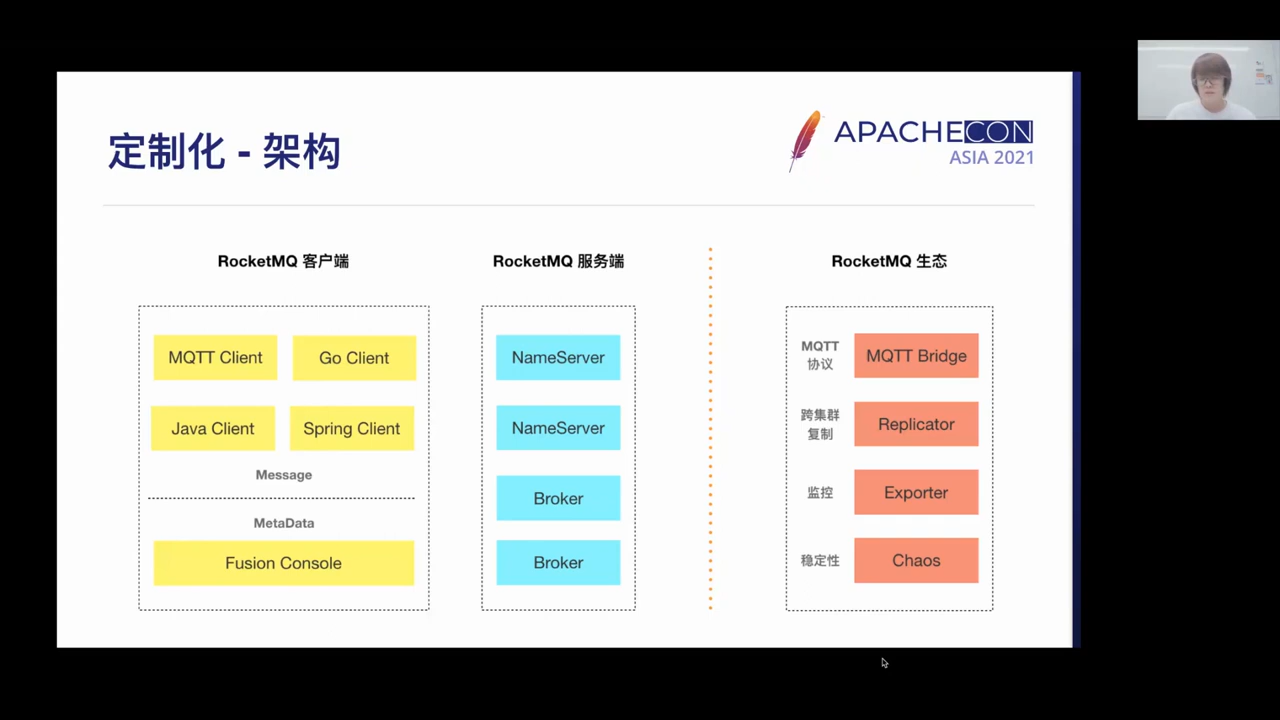 定制化 - 架构
APACHECON
ASIA 2021
RocketMQ 客户端
MQTT Client
Go Client
Java Client
Spring Client
Message
MetaData
Fusion Console
RocketMQ 服务端
NameServer
NameServer
Broker
Broker
RocketMQ 生态
MQTT
协议
MQTT Bridge
跨集群
复制
Replicator
监控
Exporter
稳定性
Chaos